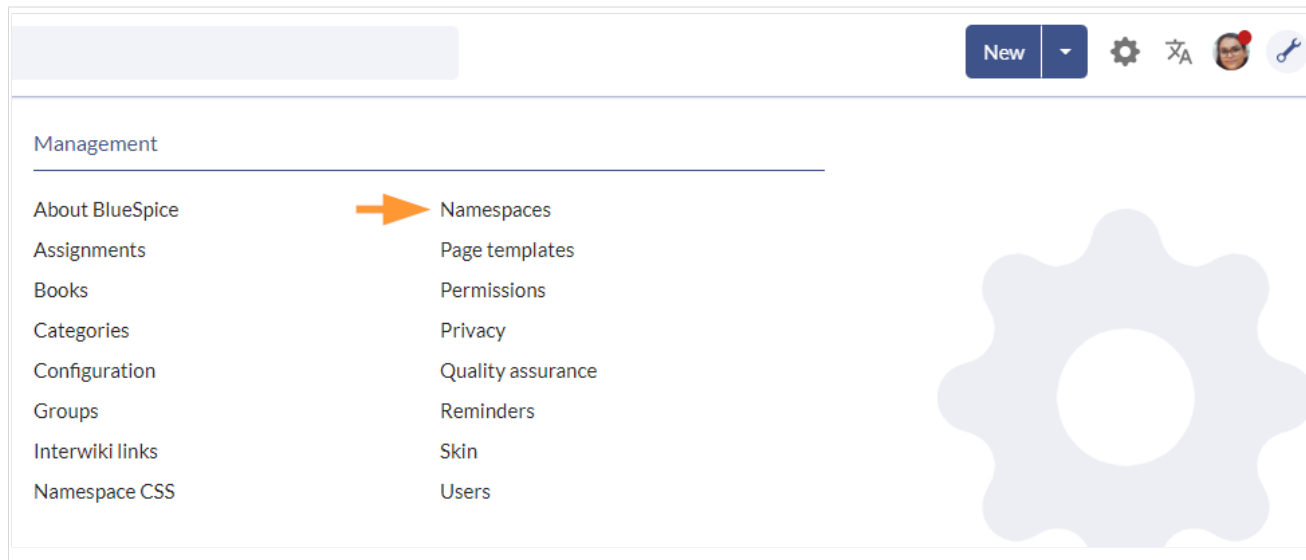 New
Management
About BlueSpice
Assignments
Books
Categories
Configuration
Groups
Interwiki links
Namespace CSS
Namespaces
Page templates
Permissions
Privacy
Quality assurance
Reminders
Skin
Users